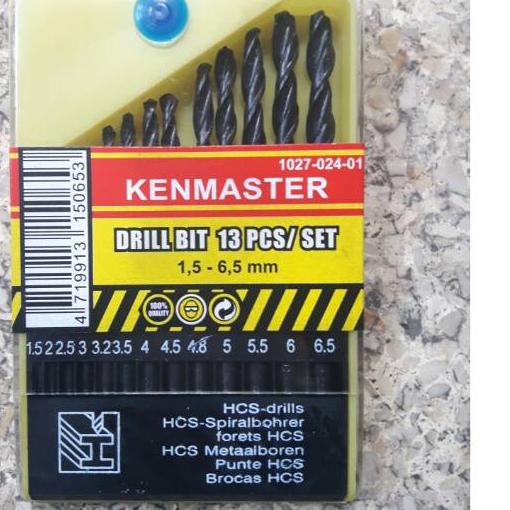 1027-024-01
KENMASTER
DRILL BIT 13 PCS/ SET
1,5 - 6,5 mm
100%
QUALITY
4 719913 150653
1.5 2 2.5 3 3.2 3.5 4 4.5 4.8 5 5.5 6 6.5
HCS-drills
HCS-Spiralbohrer
forets HCS
HCS Metaalboren
Punte HCS
Brocas HCS